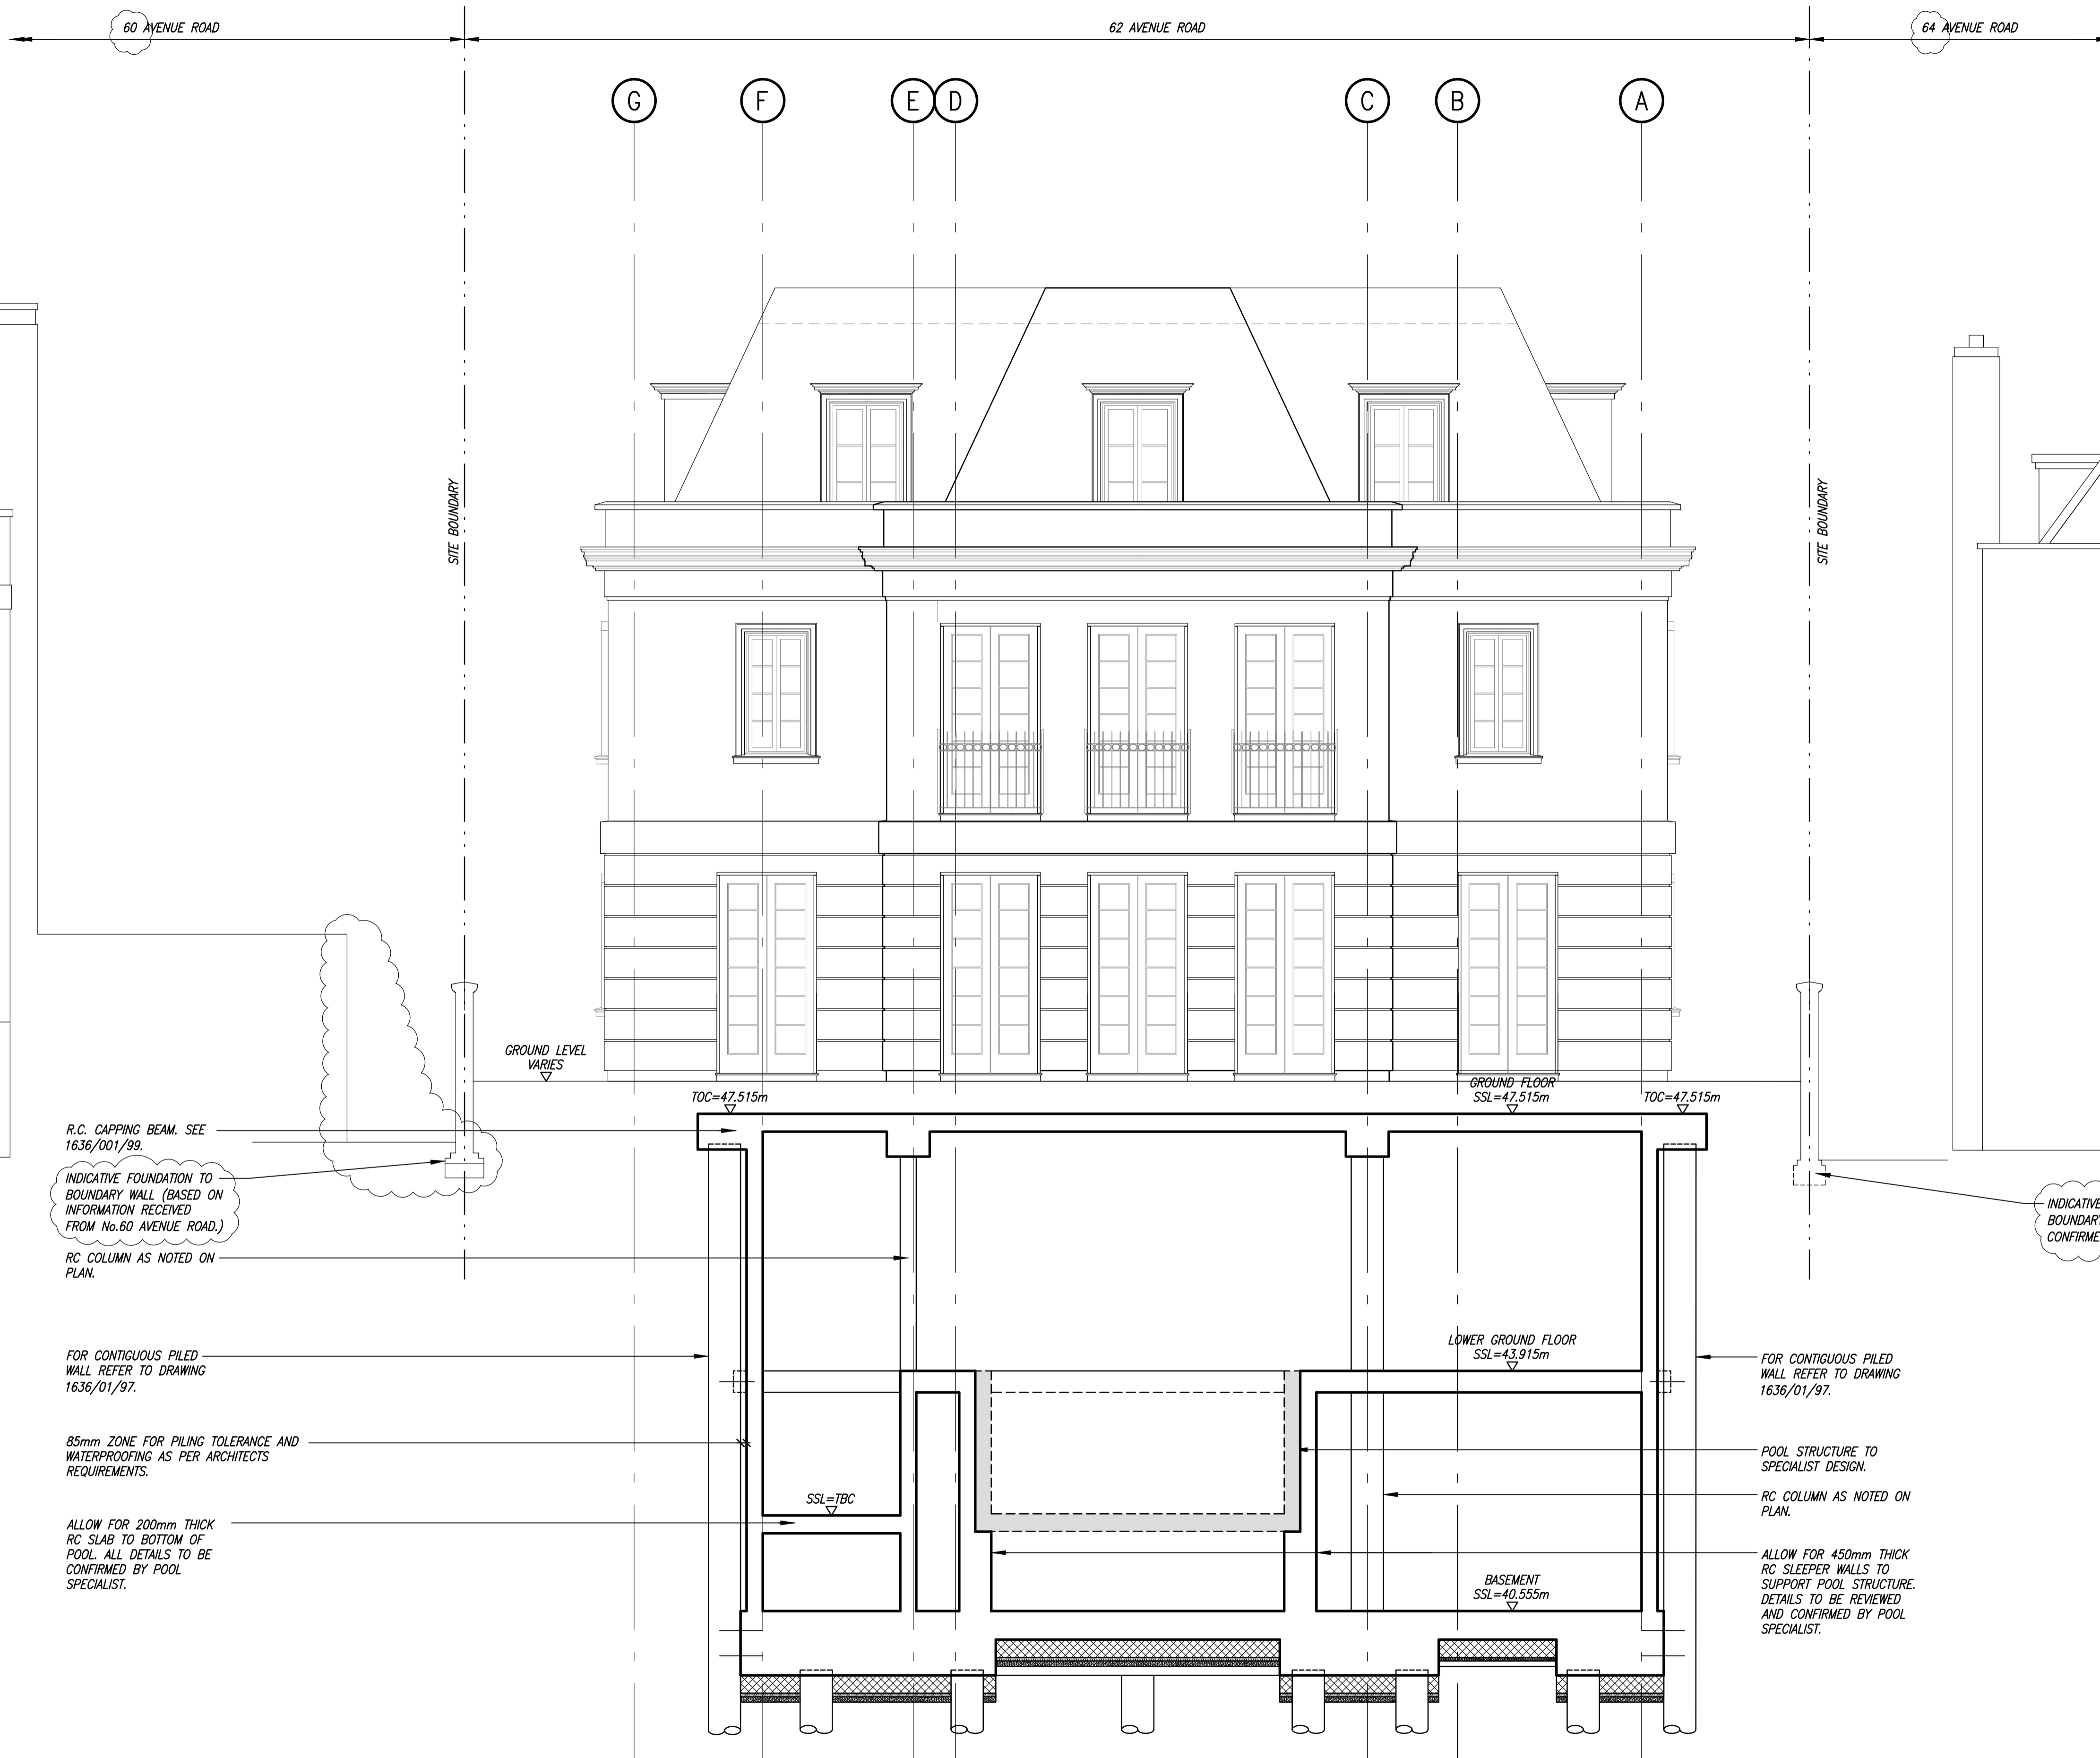 60 AVENUE ROAD
62 AVENUE ROAD
64 AVENUE ROAD
G
F
E
D
C
B
A
SITE BOUNDARY
SITE BOUNDARY
GROUND LEVEL
VARIES
TOC=47.515m
GROUND FLOOR
SSL=47.515m
TOC=47.515m
R.C. CAPPING BEAM. SEE
1636/001/99.
INDICATIVE FOUNDATION TO
BOUNDARY WALL (BASED ON
INFORMATION RECEIVED
FROM No.60 AVENUE ROAD.)
RC COLUMN AS NOTED ON
PLAN.
FOR CONTIGUOUS PILED
WALL REFER TO DRAWING
1636/01/97.
85mm ZONE FOR PILING TOLERANCE AND
WATERPROOFING AS PER ARCHITECTS
REQUIREMENTS.
ALLOW FOR 200mm THICK
RC SLAB TO BOTTOM OF
POOL. ALL DETAILS TO BE
CONFIRMED BY POOL
SPECIALIST.
SSL=TBC
LOWER GROUND FLOOR
SSL=43.915m
BASEMENT
SSL=40.555m
INDICATIVE
BOUNDAR
CONFIRME
FOR CONTIGUOUS PILED
WALL REFER TO DRAWING
1636/01/97.
POOL STRUCTURE TO
SPECIALIST DESIGN.
RC COLUMN AS NOTED ON
PLAN.
ALLOW FOR 450mm THICK
RC SLEEPER WALLS TO
SUPPORT POOL STRUCTURE.
DETAILS TO BE REVIEWED
AND CONFIRMED BY POOL
SPECIALIST.